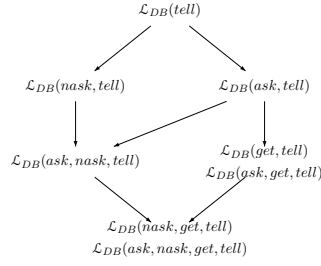 ℒ_DB(tell)
ℒ_DB(nask, tell)
ℒ_DB(ask, tell)
ℒ_DB(ask, nask, tell)
ℒ_DB(get, tell)
ℒ_DB(ask, get, tell)
ℒ_DB(nask, get, tell)
ℒ_DB(ask, nask, get, tell)